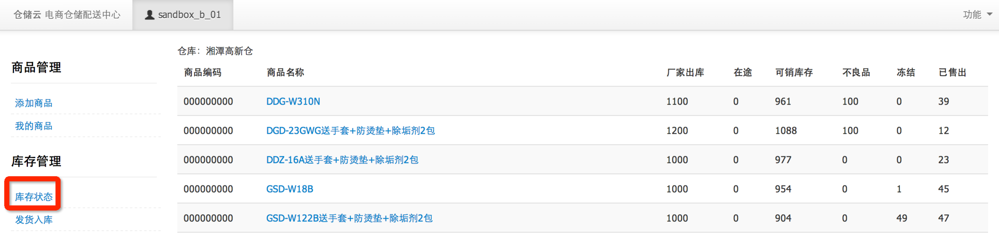 仓储云 电商仓储配送中心 sandbox_b_01 功能
商品管理
添加商品
我的商品
库存管理
库存状态
发货入库
仓库：湘潭高新仓
商品编码 商品名称 厂家出库 在途 可销库存 不良品 冻结 已售出
000000000 DDG-W310N 1100 0 961 100 0 39
000000000 DGD-23GWG送手套+防烫垫+除垢剂2包 1200 0 1088 100 0 12
000000000 DDZ-16A送手套+防烫垫+除垢剂2包 1000 0 977 0 0 23
000000000 GSD-W18B 1000 0 954 0 1 45
000000000 GSD-W122B送手套+防烫垫+除垢剂2包 1000 0 904 0 49 47